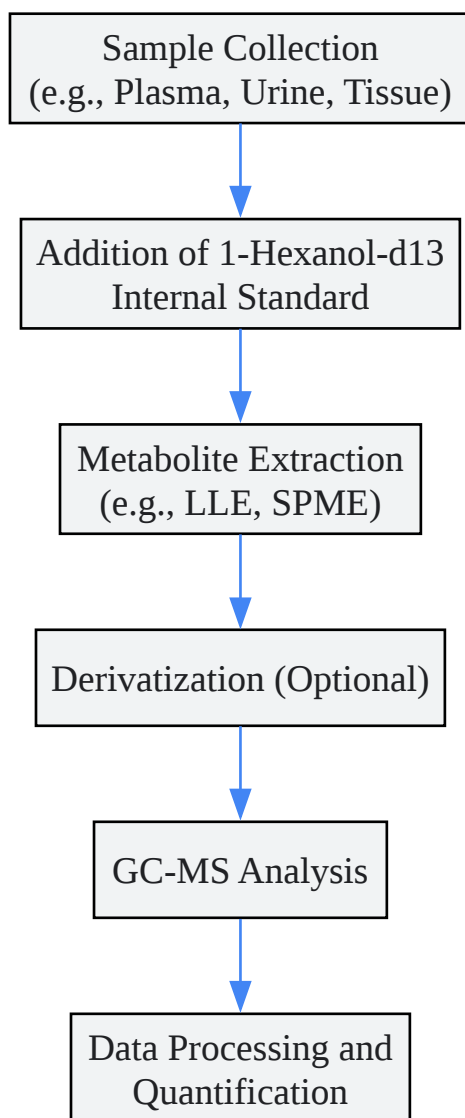 Sample Collection
(e.g., Plasma, Urine, Tissue)
Addition of 1-Hexanol-d13
Internal Standard
Metabolite Extraction
(e.g., LLE, SPME)
Derivatization (Optional)
GC-MS Analysis
Data Processing and
Quantification